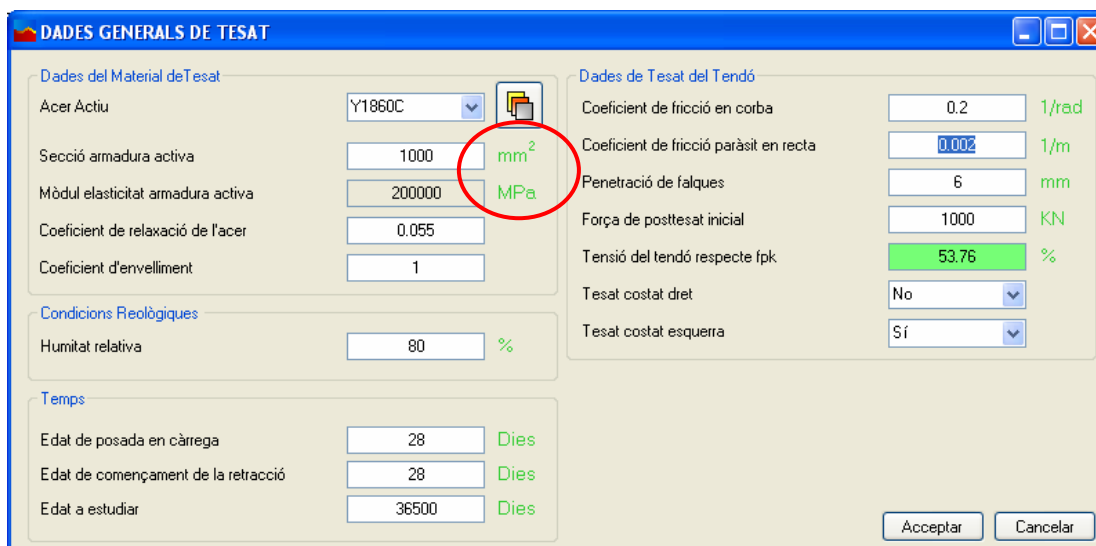 DADES GENERALS DE TESAT
Dades del Material deTesat
Acer Actiu Y1860C
Secció armadura activa 1000 mm²
Mòdul elasticitat armadura activa 200000 MPa
Coeficient de relaxació de l'acer 0.055
Coeficient d'envelliment 1
Condicions Reològiques
Humitat relativa 80 %
Temps
Edat de posada en càrrega 28 Dies
Edat de començament de la retracció 28 Dies
Edat a estudiar 36500 Dies
Dades de Tesat del Tendó
Coeficient de fricció en corba 0.2 1/rad
Coeficient de fricció paràsit en recta 0.002 1/m
Penetració de falques 6 mm
Força de posttesat inicial 1000 KN
Tensió del tendó respecte fpk 53.76 %
Tesat costat dret No
Tesat costat esquerra Sí
Acceptar Cancelar